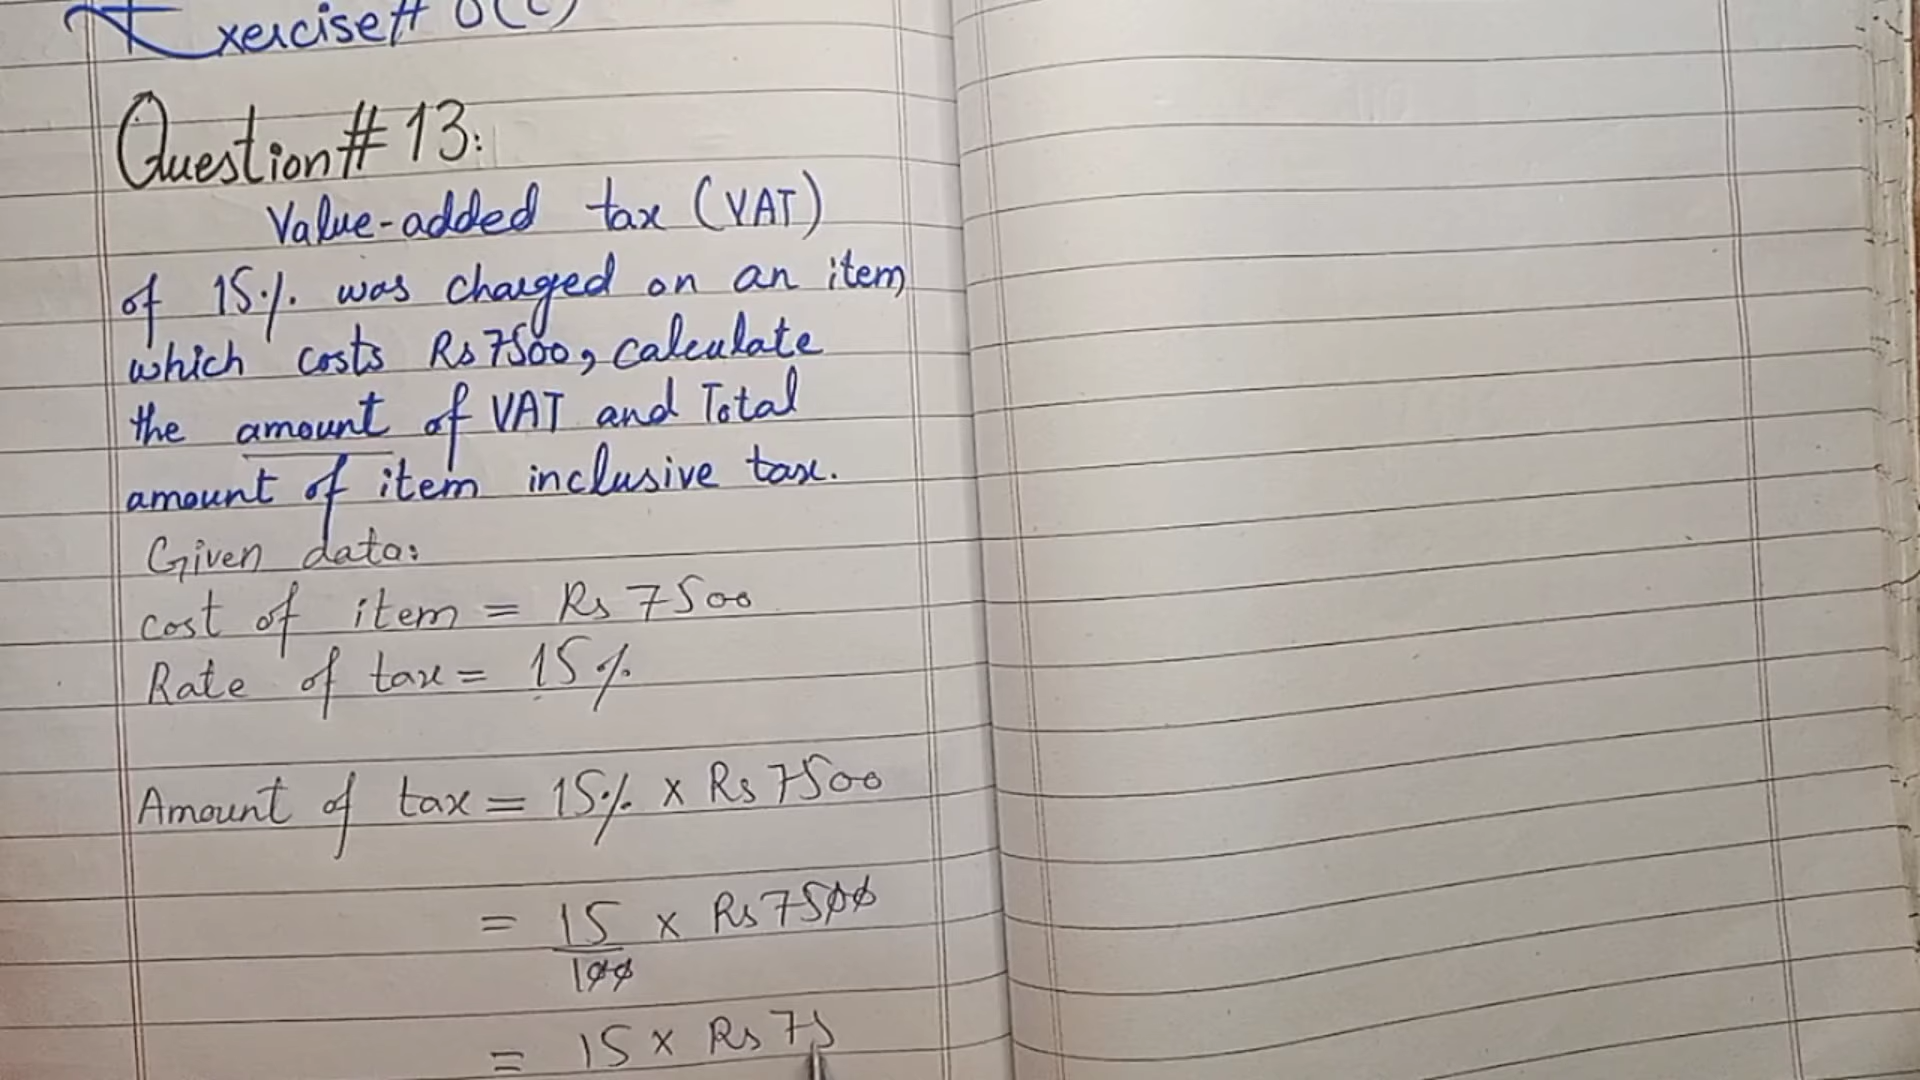 Exercise#
Question#13:
Value-added tax (VAT)
of 15% was charged on an item
which costs Rs7500, calculate
the amount of VAT and Total
amount of item inclusive tax.
Given data:
cost of item = Rs 7500
Rate of tax = 15%
Amount of tax = 15% x Rs 7500
= 15 x Rs 7500
100
= 15 x Rs 75